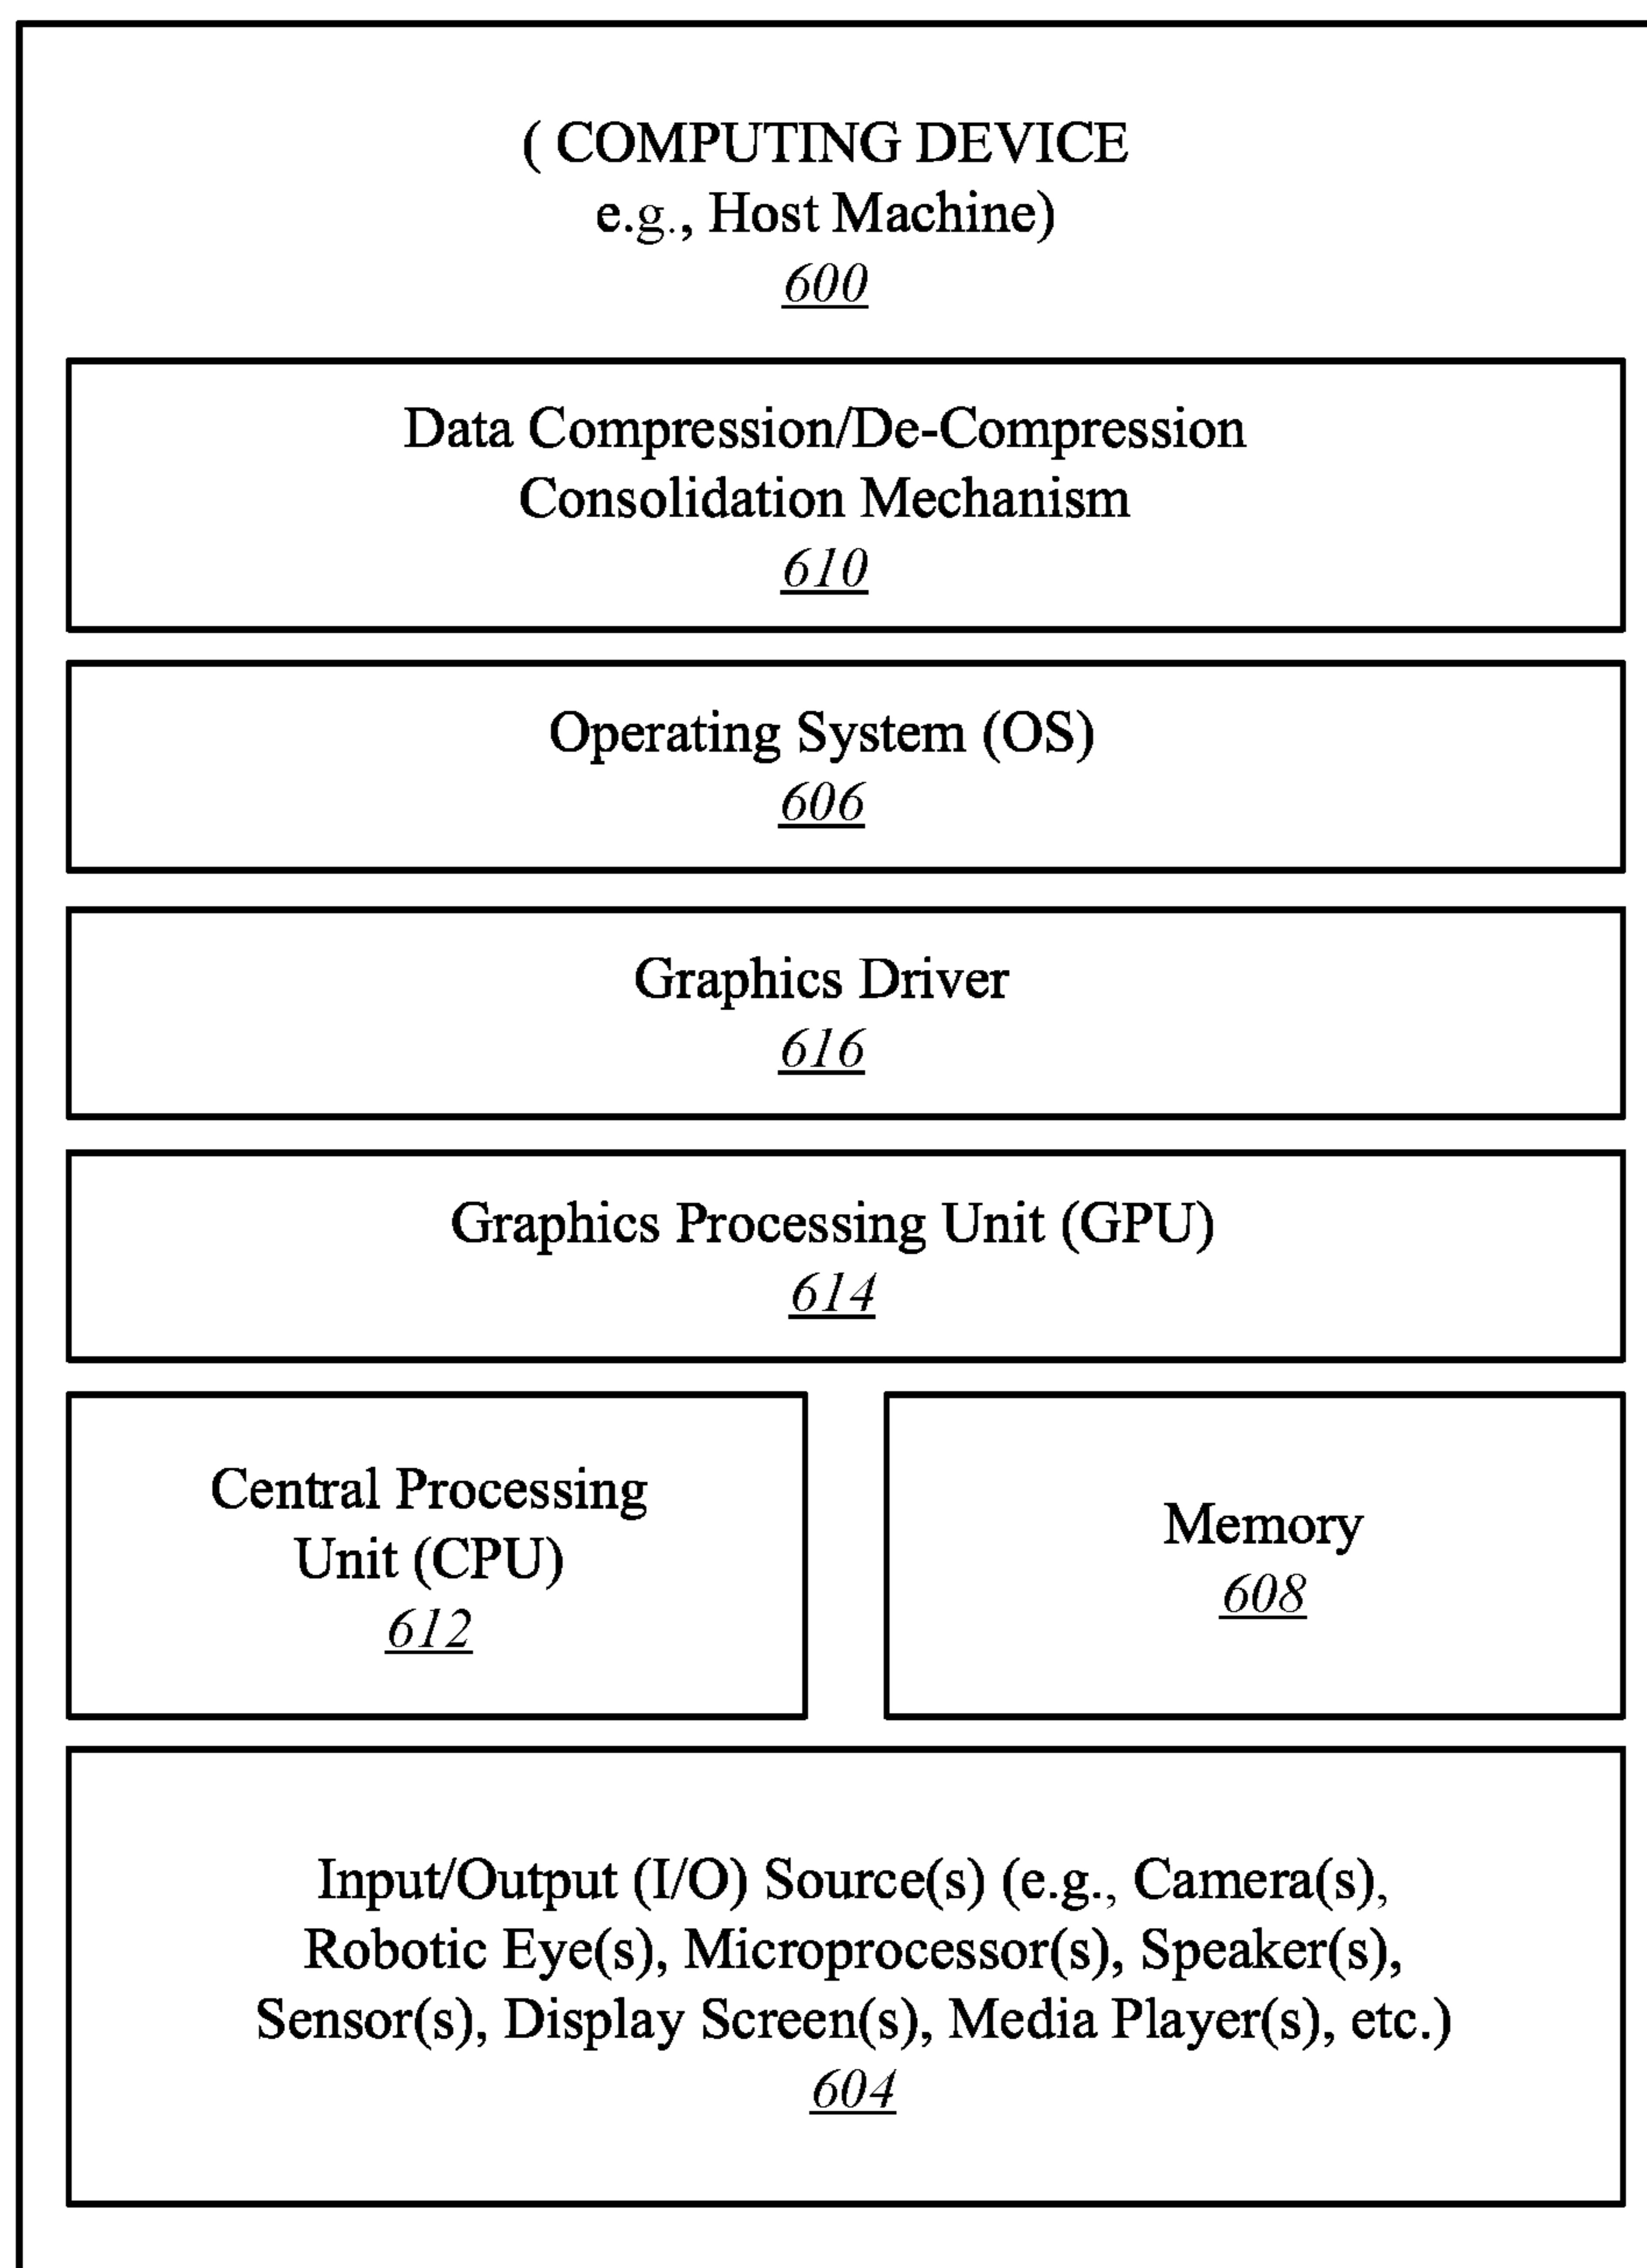 ( COMPUTING DEVICE
e.g., Host Machine)
600
Data Compression/De-Compression
Consolidation Mechanism
610
Operating System (OS)
606
Graphics Driver
616
Graphics Processing Unit (GPU)
614
Central Processing
Unit (CPU)
612
Memory
608
Input/Output (I/O) Source(s) (e.g., Camera(s),
Robotic Eye(s), Microprocessor(s), Speaker(s),
Sensor(s), Display Screen(s), Media Player(s), etc.)
604